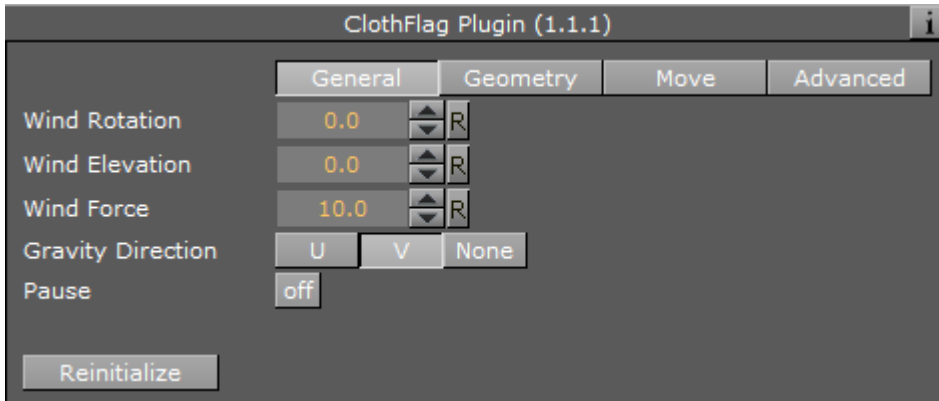 ClothFlag Plugin (1.1.1) i
General Geometry Move Advanced
Wind Rotation 0.0 R
Wind Elevation 0.0 R
Wind Force 10.0 R
Gravity Direction U V None
Pause off
Reinitialize